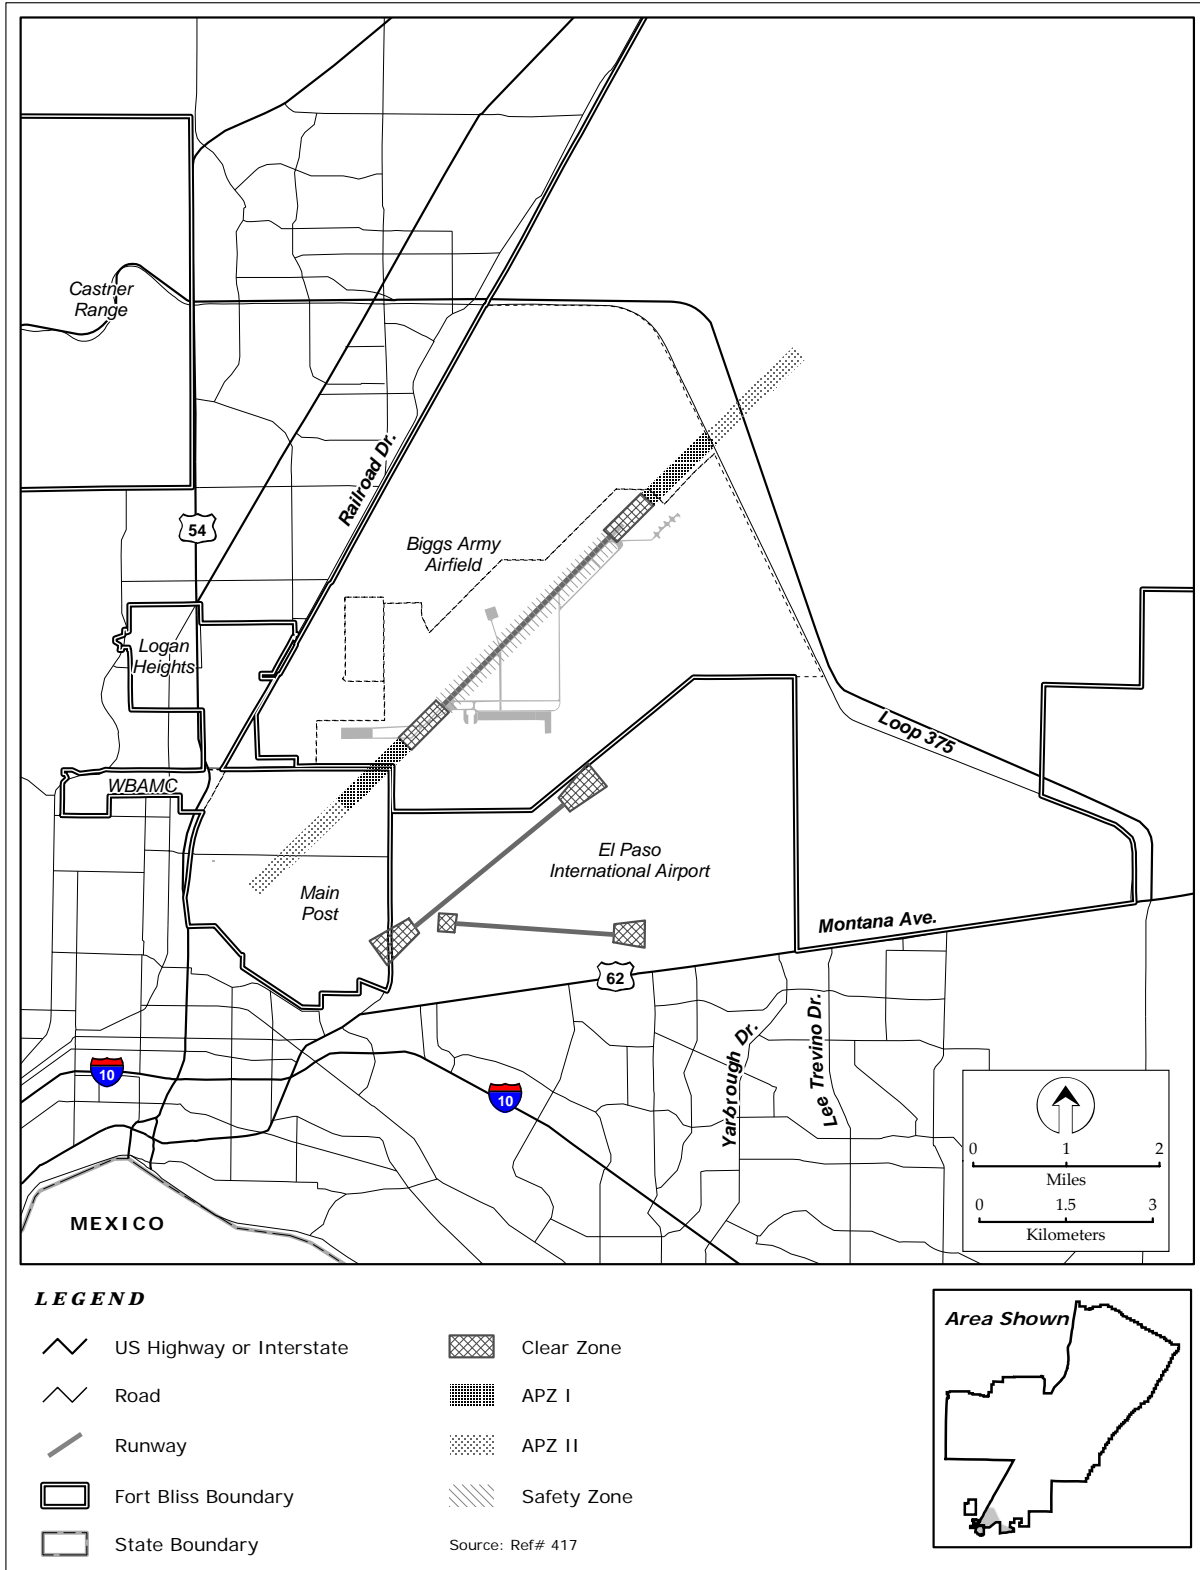 Castner
Range
Railroad Dr.
54
Biggs Army
Airfield
Logan
Heights
Loop 375
WBAMC
El Paso
International Airport
Main
Post
Montana Ave.
62
Yarbrough Dr.
Lee Trevino Dr.
10
10
0 1 2
Miles
0 1.5 3
Kilometers
MEXICO
LEGEND
US Highway or Interstate
Road
Runway
Fort Bliss Boundary
State Boundary
Clear Zone
APZ I
APZ II
Safety Zone
Source: Ref# 417
Area Shown